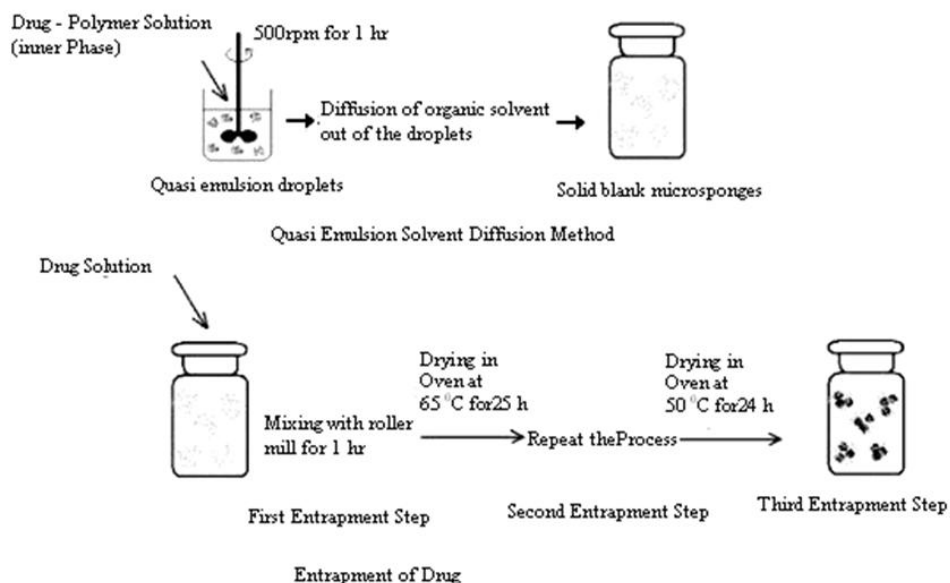 Drug - Polymer Solution
(inner Phase)
500rpm for 1 hr
Diffusion of organic solvent
out of the droplets
Quasi emulsion droplets
Solid blank microsponges
Quasi Emulsion Solvent Diffusion Method
Drug Solution
Mixing with roller
mill for 1 hr
Drying in
Oven at
65 °C for25 h
Repeat theProcess
Drying in
Oven at
50 °C for24 h
First Entrapment Step
Second Entrapment Step
Third Entrapment Step
Entrapment of Drug